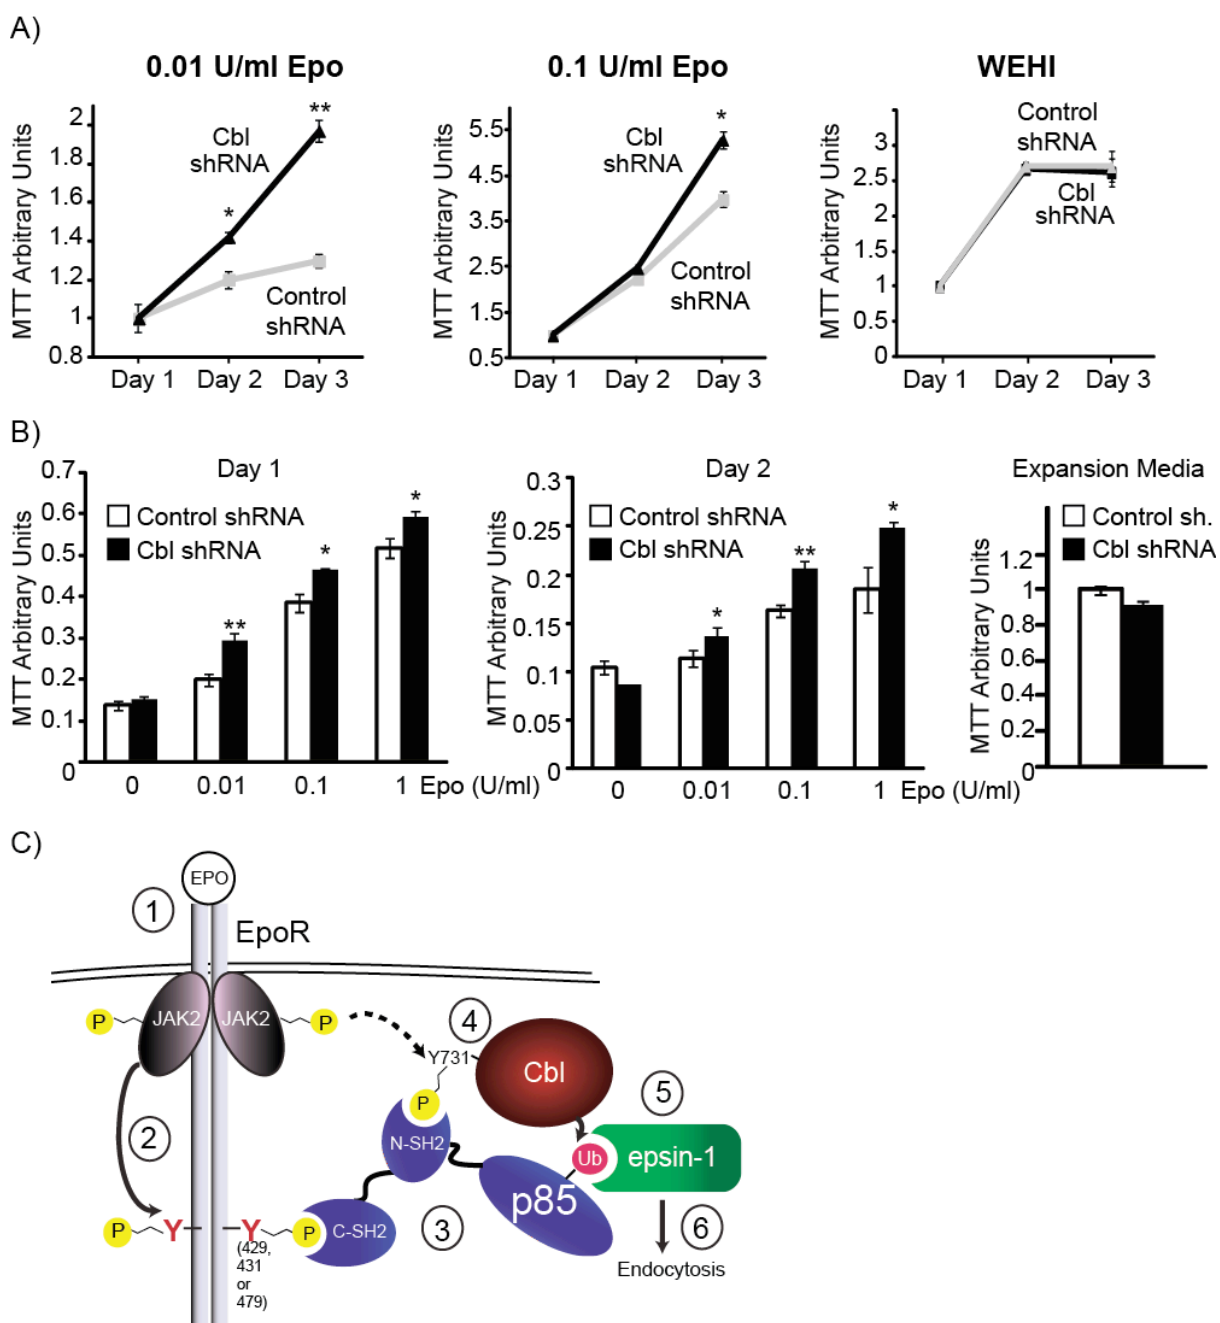 A)
0.01 U/ml Epo
MTT Arbitrary Units
2
1.8
1.6
1.4
1.2
1
0.8
Cbl
shRNA
**
*
Control
shRNA
Day 1 Day 2 Day 3
0.1 U/ml Epo
MTT Arbitrary Units
5.5
4.5
3.5
2.5
1.5
0.5
Cbl
shRNA
*
Control
shRNA
Day 1 Day 2 Day 3
WEHI
MTT Arbitrary Units
3
2.5
2
1.5
1
0.5
0
Control
shRNA
Cbl
shRNA
Day 1 Day 2 Day 3
B)
Day 1
MTT Arbitrary Units
0.7
0.6
0.5
0.4
0.3
0.2
0.1
0
Control shRNA
Cbl shRNA
** * *
0 0.01 0.1 1 Epo (U/ml)
Day 2
MTT Arbitrary Units
0.3
0.25
0.2
0.15
0.1
0.05
0
Control shRNA
Cbl shRNA
* ** *
0 0.01 0.1 1 Epo (U/ml)
Expansion Media
MTT Arbitrary Units
1.2
1
0.8
0.6
0.4
0.2
0
Control sh.
Cbl shRNA
C)
EPO
1
EpoR
P
JAK2
JAK2
P
4
Y731
Cbl
2
P
N-SH2
5
Ub
epsin-1
p85
3
P
Y
Y
P
C-SH2
(429,
431
or
479)
6
Endocytosis